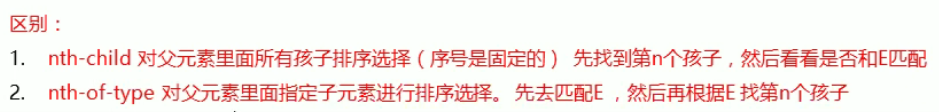 区别：
1. nth-child 对父元素里面所有孩子排序选择（序号是固定的） 先找到第n个孩子，然后看看是否和E匹配
2. nth-of-type 对父元素里面指定子元素进行排序选择。 先去匹配E ，然后再根据E 找第n个孩子